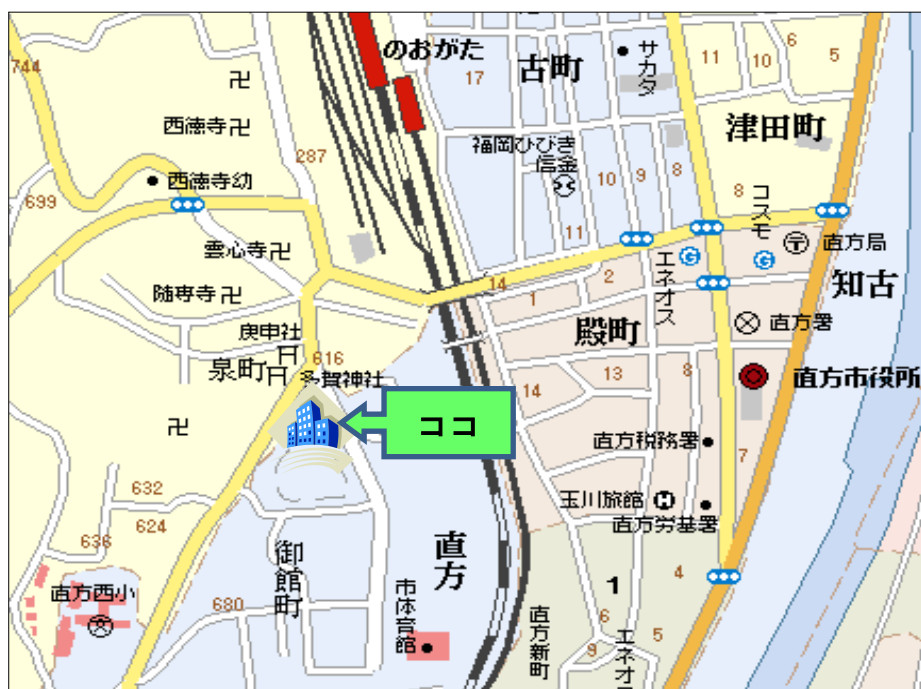 のおがた
744
卍
西徳寺卍
西徳寺幼
699
287
雲心寺卍
随専寺卍
庚申社
泉町
616
多賀神社
卍
ココ
632
624
636
直方西小
文
680
御館町
直方
市体育館
17
古町
サカタ
福岡ひびき
信金
10
9
8
11
11
10
6
5
津田町
8
コスモ
〒
直方局
知古
14
1
2
エネオス
G
G
殿町
直方署
13
8
14
直方市役所
直方税務署
7
玉川旅館
H
直方労基署
4
1
直方新町
6
9
5
エネオ